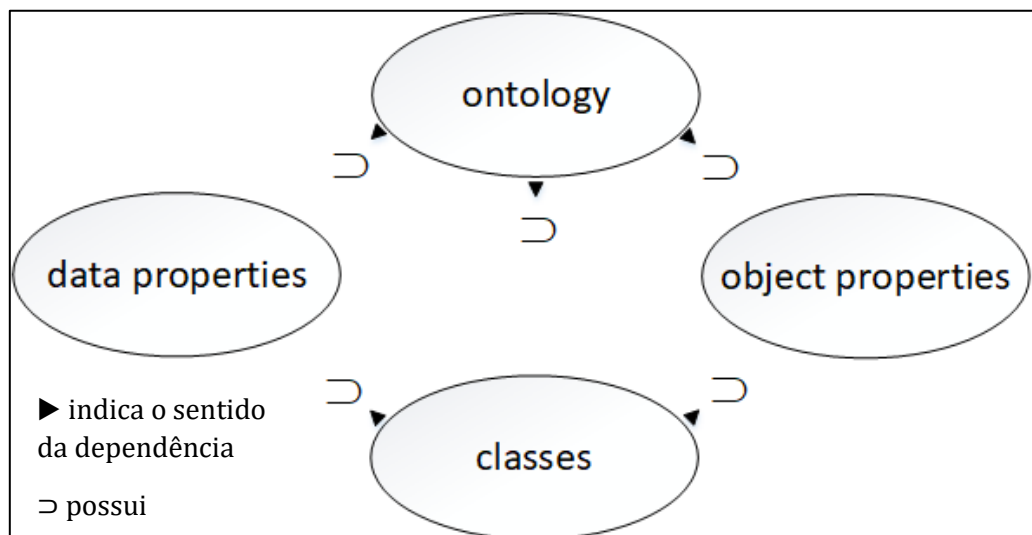 ontology
⊃
⊃
⊃
data properties
object properties
⊃
⊃
▶ indica o sentido
da dependência
classes
⊃ possui